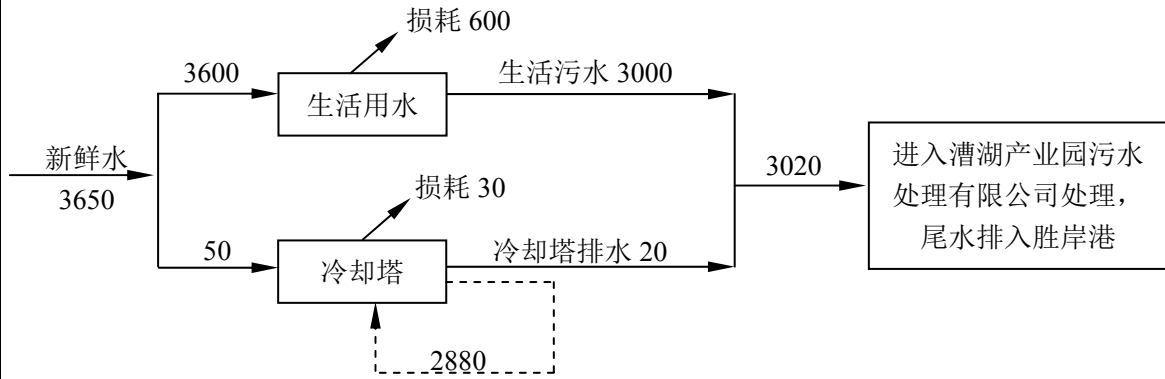 损耗 600
3600
生活用水
生活污水 3000
新鲜水
3650
损耗 30
50
冷却塔
冷却塔排水 20
2880
3020
进入漕湖产业园污水
处理有限公司处理，
尾水排入胜岸港